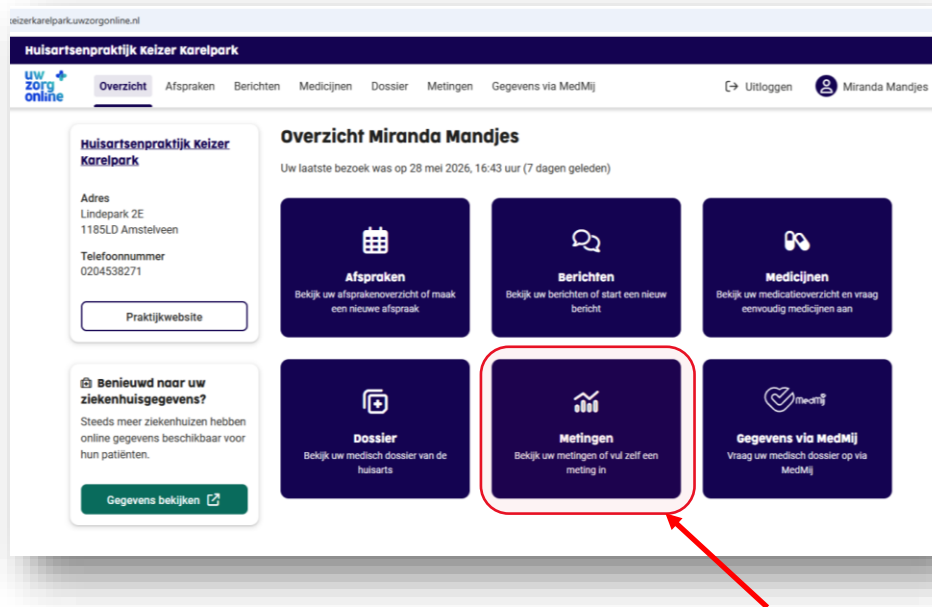 keizerkarelpark.uwzorgonline.nl
Huisartsenpraktijk Keizer Karelpark
uw
zorg
online
Overzicht Afspraken Berichten Medicijnen Dossier Metingen Gegevens via MedMij Uitloggen Miranda Mandjes
Huisartsenpraktijk Keizer
Karelpark
Adres
Lindepark 2E
1185LD Amstelveen
Telefoonnummer
0204538271
Praktijkwebsite
Benieuwd naar uw
ziekenhuisgegevens?
Steeds meer ziekenhuizen hebben
online gegevens beschikbaar voor
hun patiënten.
Gegevens bekijken
Overzicht Miranda Mandjes
Uw laatste bezoek was op 28 mei 2026, 16:43 uur (7 dagen geleden)
Afspraken
Bekijk uw afsprakenoverzicht of maak
een nieuwe afspraak
Berichten
Bekijk uw berichten of start een nieuw
bericht
Medicijnen
Bekijk uw medicatieoverzicht en vraag
eenvoudig medicijnen aan
Dossier
Bekijk uw medisch dossier van de
huisarts
Metingen
Bekijk uw metingen of vul zelf een
meting in
medmij
Gegevens via MedMij
Vraag uw medisch dossier op via
MedMij